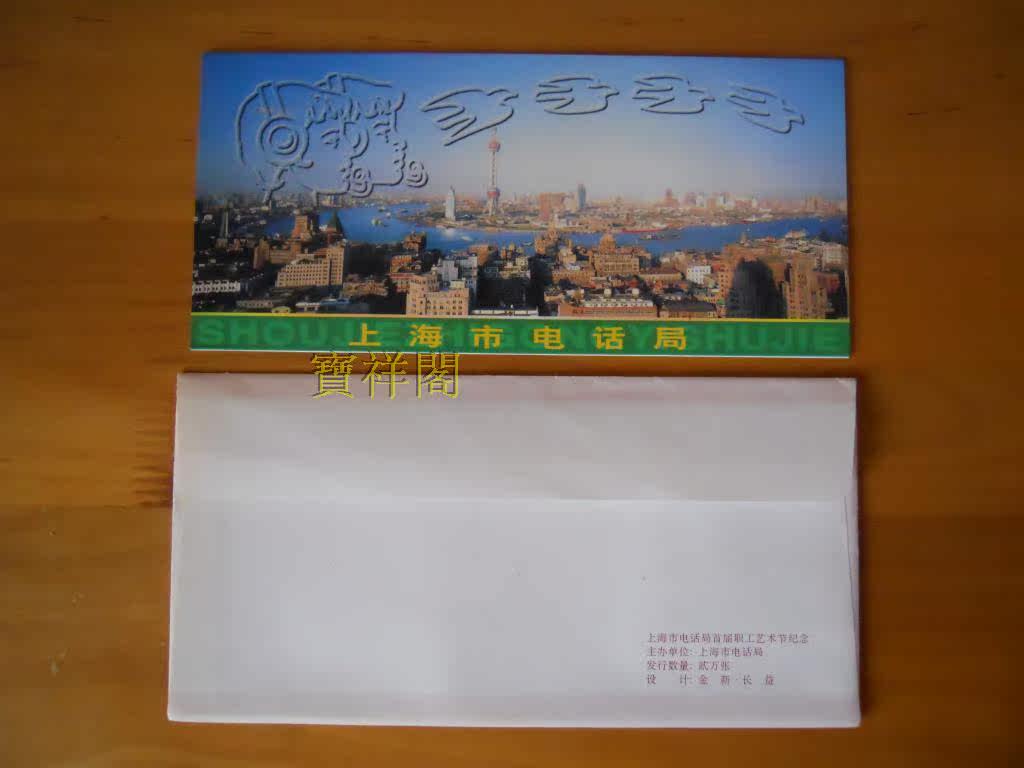 SHOUJIEZHIGONGYISHUJIE
上海市电话局
寶祥閣
上海市电话局首届职工艺术节纪念
主办单位: 上海市电话局
发行数量: 贰万张
设 计: 金 新·长 益